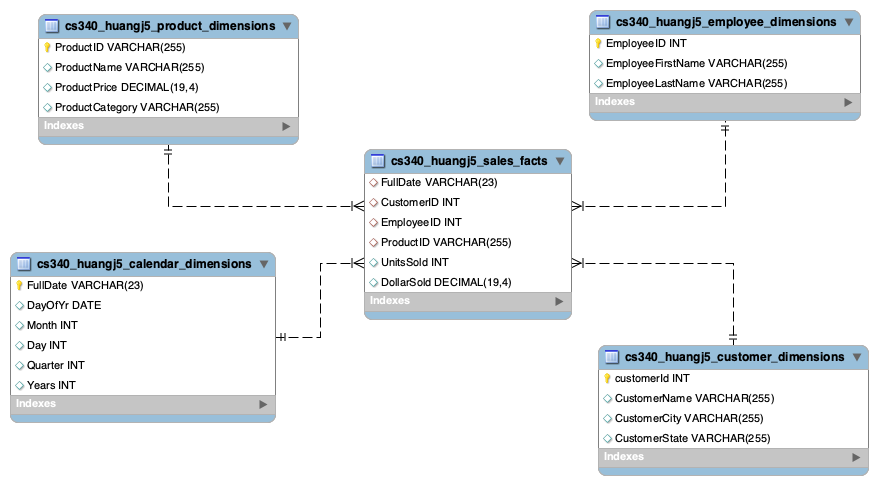 cs340_huangj5_product_dimensions
ProductID VARCHAR(255)
ProductName VARCHAR(255)
ProductPrice DECIMAL(19,4)
ProductCategory VARCHAR(255)
Indexes
cs340_huangj5_employee_dimensions
EmployeeID INT
EmployeeFirstName VARCHAR(255)
EmployeeLastName VARCHAR(255)
Indexes
cs340_huangj5_sales_facts
FullDate VARCHAR(23)
CustomerID INT
EmployeeID INT
ProductID VARCHAR(255)
UnitsSold INT
DollarSold DECIMAL(19,4)
Indexes
cs340_huangj5_calendar_dimensions
FullDate VARCHAR(23)
DayOfYr DATE
Month INT
Day INT
Quarter INT
Years INT
Indexes
cs340_huangj5_customer_dimensions
customerId INT
CustomerName VARCHAR(255)
CustomerCity VARCHAR(255)
CustomerState VARCHAR(255)
Indexes